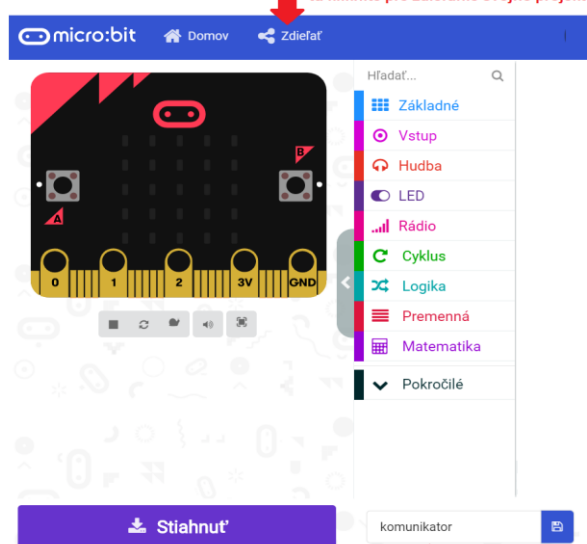 micro:bit Domov Zdieľať
Hľadať...
Základné
Vstup
Hudba
LED
Rádio
Cyklus
Logika
Premenná
Matematika
Pokročilé
B
A
0 1 2 3V GND
Stiahnuť
komunikator